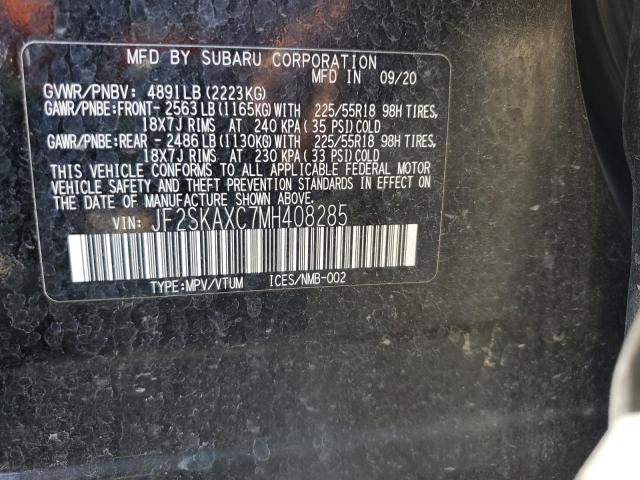 MFD BY SUBARU CORPORATION
MFD IN 09/20
GVWR/PNBV: 4891LB(2223KG)
GAWR/PNBE:FRONT- 2563LB(1165KG)WITH 225/55R18 98H TIRES,
18X7J RIMS AT 240 KPA(35 PSI)COLD
GAWR/PNBE:REAR - 2486LB(1130KG)WITH 225/55R18 98H TIRES,
18X7J RIMS AT 230 KPA(33 PSI)COLD
THIS VEHICLE CONFORMS TO ALL APPLICABLE FEDERAL MOTOR
VEHICLE SAFETY AND THEFT PREVENTION STANDARDS IN EFFECT ON
THE DATE OF MANUFACTURE SHOWN ABOVE.
VIN: JF2SKAXC7MH408285
TYPE:MPV/VTUM ICES/NMB-002